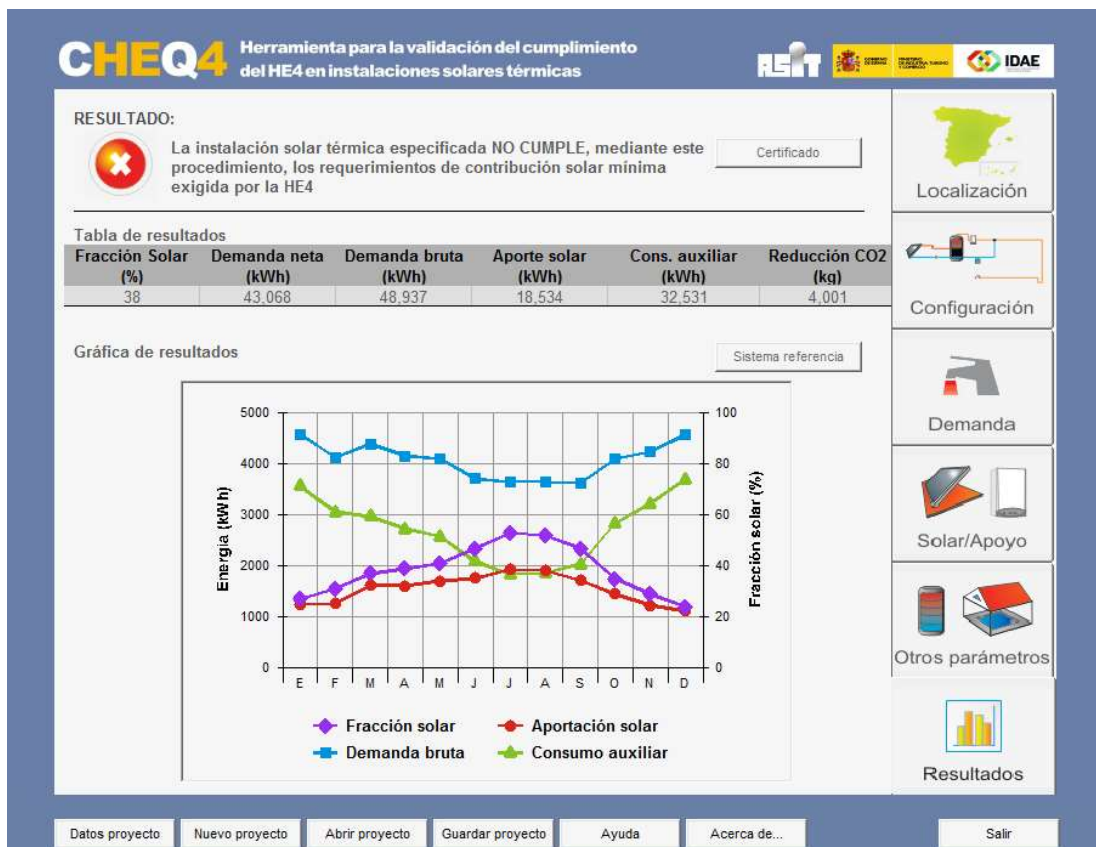 CHEQ4
Herramienta para la validación del cumplimiento
del HE4 en instalaciones solares térmicas
ASIT
IDAE
RESULTADO:
La instalación solar térmica especificada NO CUMPLE, mediante este
procedimiento, los requerimientos de contribución solar mínima
exigida por la HE4
Certificado
Tabla de resultados
Fracción Solar (%) Demanda neta (kWh) Demanda bruta (kWh) Aporte solar (kWh) Cons. auxiliar (kWh) Reducción CO2 (kg)
38 43,068 48,937 18,534 32,531 4,001
Gráfica de resultados
Sistema referencia
Energia (kWh)
5000
4000
3000
2000
1000
0
100
80
60
40
20
0
Fracción solar (%)
E F M A M J J A S O N D
Fracción solar Aportación solar
Demanda bruta Consumo auxiliar
Localización
Configuración
Demanda
Solar/Apoyo
Otros parámetros
Resultados
Datos proyecto Nuevo proyecto Abrir proyecto Guardar proyecto Ayuda Acerca de... Salir